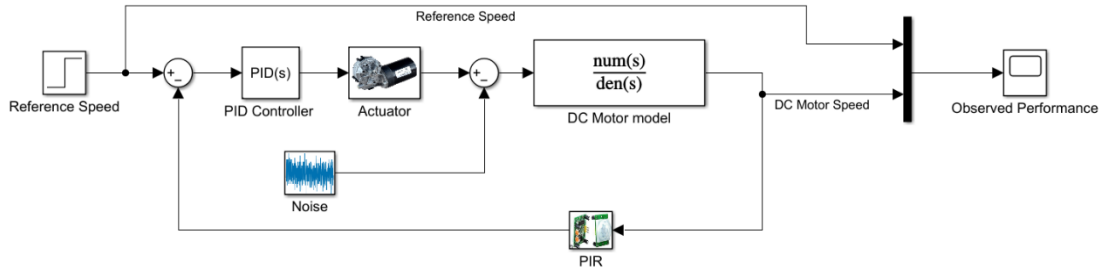 Reference Speed
Reference Speed
+
−
PID(s)
PID Controller
Actuator
+
−
num(s)
den(s)
DC Motor model
DC Motor Speed
Observed Performance
Noise
PIR